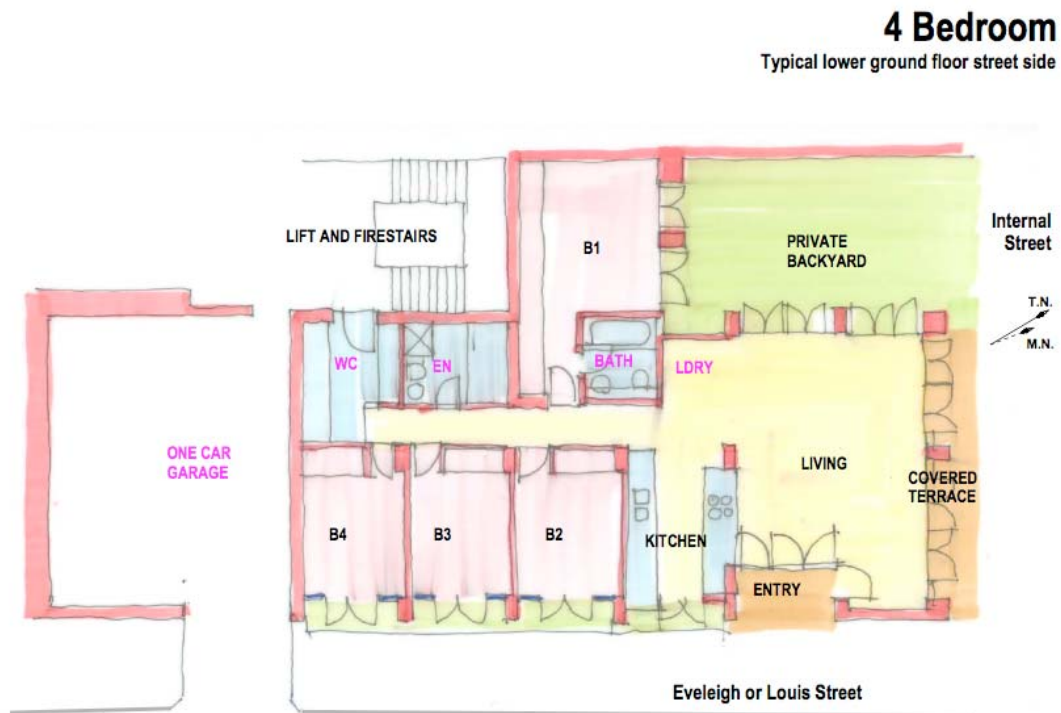 4 Bedroom
Typical lower ground floor street side
LIFT AND FIRESTAIRS
B1
PRIVATE
BACKYARD
Internal
Street
T.N.
M.N.
WC
EN
BATH
LDRY
ONE CAR
GARAGE
LIVING
COVERED
TERRACE
B4
B3
B2
KITCHEN
ENTRY
Eveleigh or Louis Street